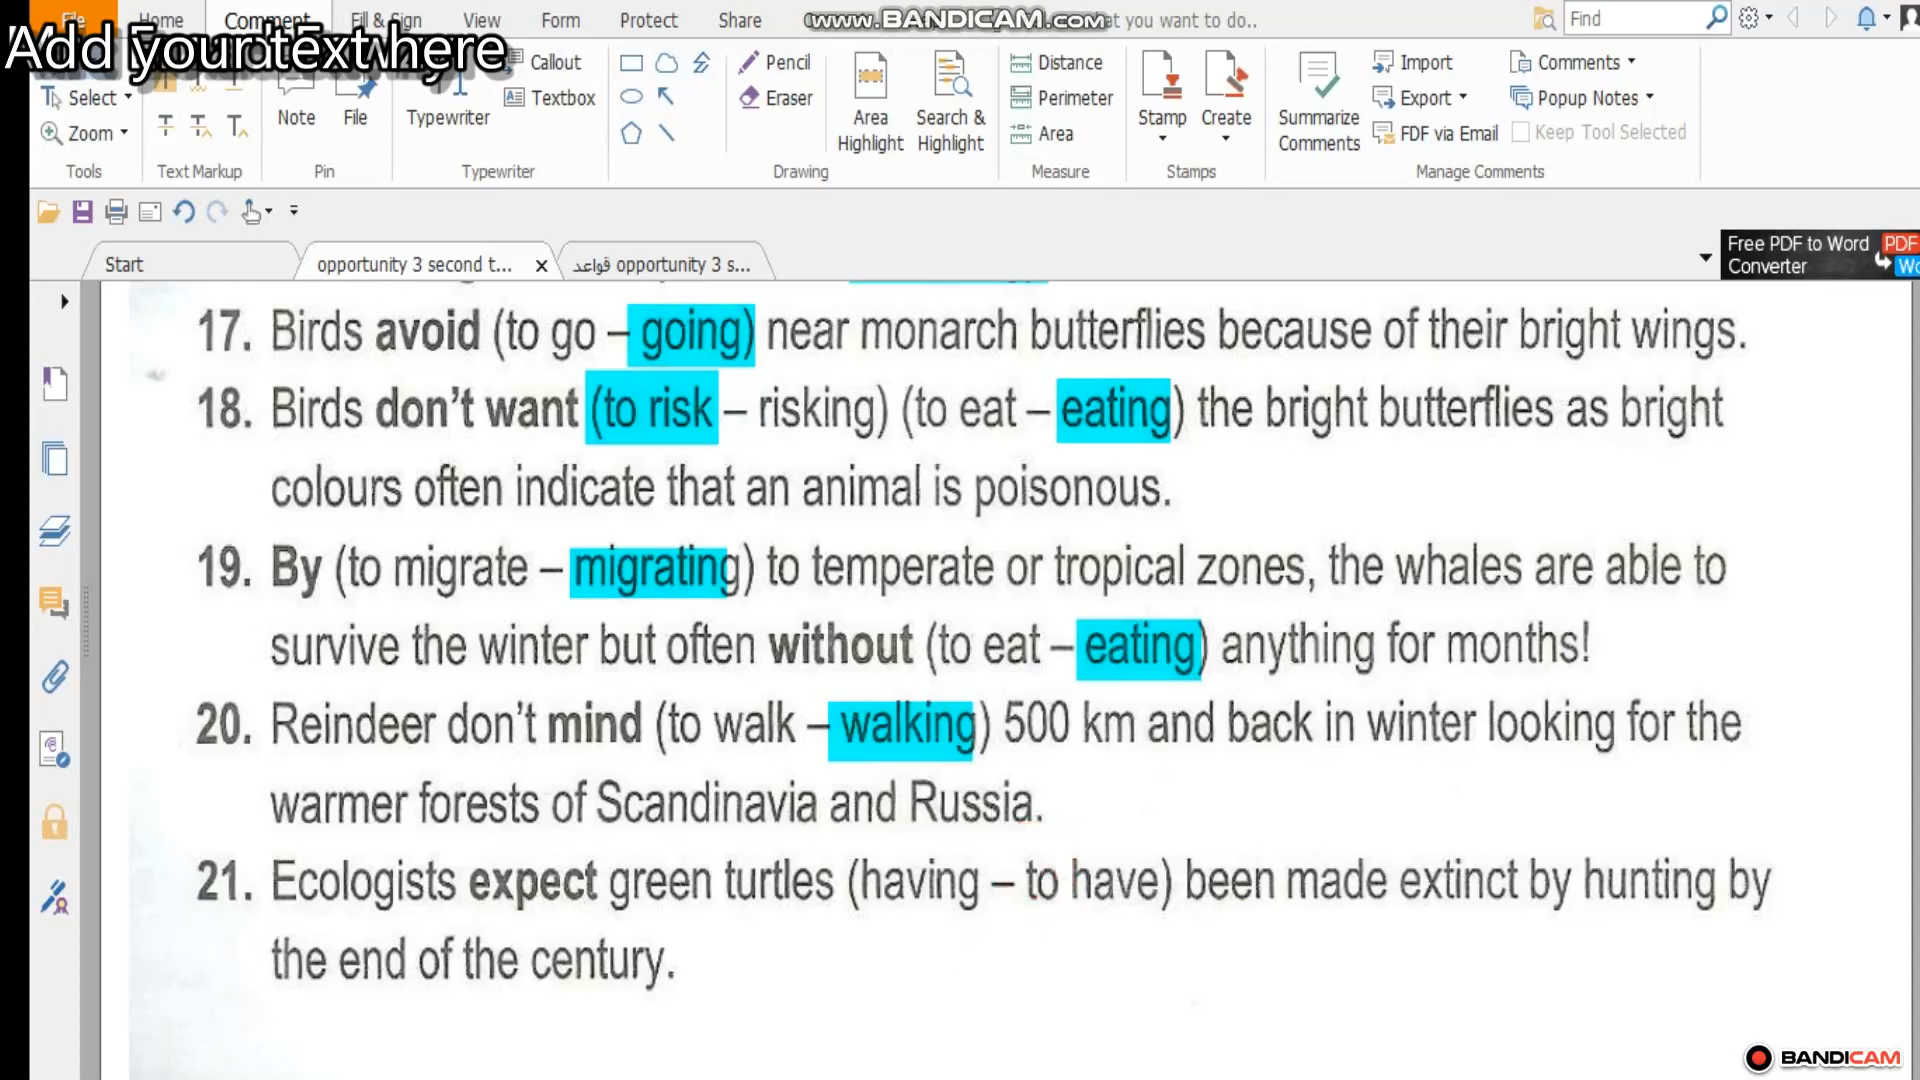 File Home Comment Fill & Sign View Form Protect Share www.BANDICAM.com hat you want to do.. Find
Add your text here
Select Note File Typewriter Callout Pencil Area Highlight Search & Highlight Distance Stamp Create Summarize Comments Import Comments
Zoom Textbox Eraser Perimeter Export Popup Notes
Area FDF via Email Keep Tool Selected
Tools Text Markup Pin Typewriter Drawing Measure Stamps Manage Comments
Start opportunity 3 second t... قواعد opportunity 3 s... Free PDF to Word Converter PDF
17. Birds avoid (to go – going) near monarch butterflies because of their bright wings.
18. Birds don't want (to risk – risking) (to eat – eating) the bright butterflies as bright
colours often indicate that an animal is poisonous.
19. By (to migrate – migrating) to temperate or tropical zones, the whales are able to
survive the winter but often without (to eat – eating) anything for months!
20. Reindeer don't mind (to walk – walking) 500 km and back in winter looking for the
warmer forests of Scandinavia and Russia.
21. Ecologists expect green turtles (having – to have) been made extinct by hunting by
the end of the century.
BANDICAM